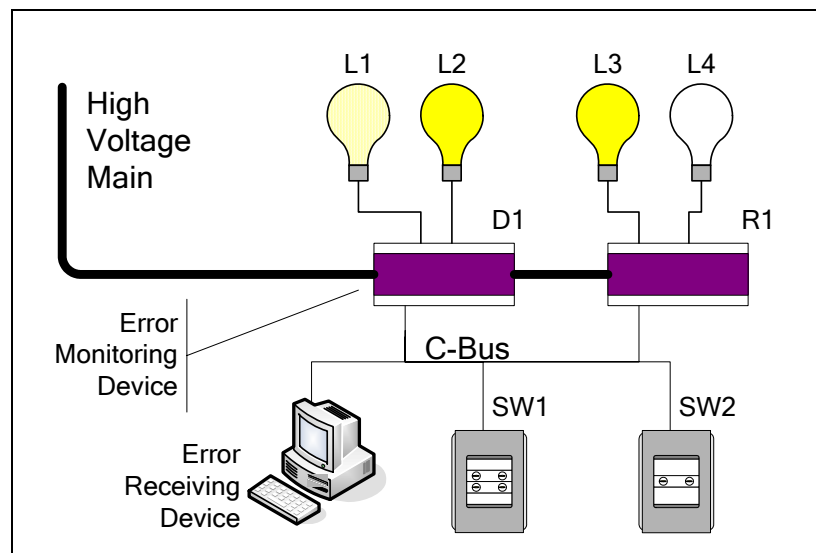 L1
L2
L3
L4
High
Voltage
Main
D1
R1
Error
Monitoring
Device
C-Bus
SW1
SW2
Error
Receiving
Device